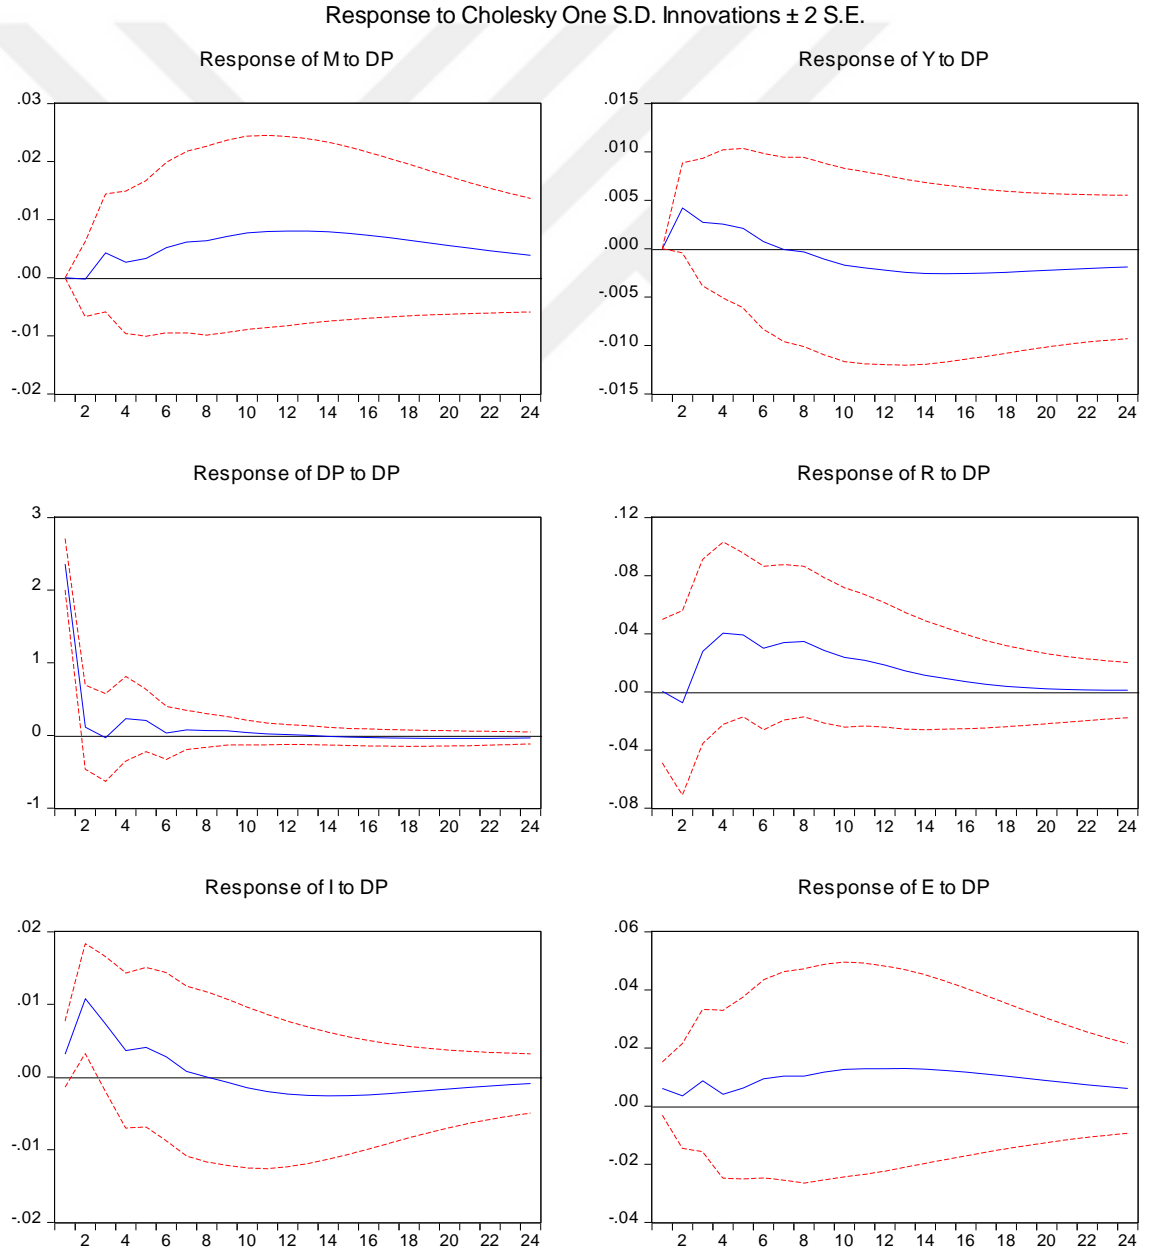 Response to Cholesky One S.D. Innovations ± 2 S.E.
Response of M to DP
.03
.02
.01
.00
-.01
-.02
2 4 6 8 10 12 14 16 18 20 22 24
Response of Y to DP
.015
.010
.005
.000
-.005
-.010
-.015
2 4 6 8 10 12 14 16 18 20 22 24
Response of DP to DP
3
2
1
0
-1
2 4 6 8 10 12 14 16 18 20 22 24
Response of R to DP
.12
.08
.04
.00
-.04
-.08
2 4 6 8 10 12 14 16 18 20 22 24
Response of I to DP
.02
.01
.00
-.01
-.02
2 4 6 8 10 12 14 16 18 20 22 24
Response of E to DP
.06
.04
.02
.00
-.02
-.04
2 4 6 8 10 12 14 16 18 20 22 24